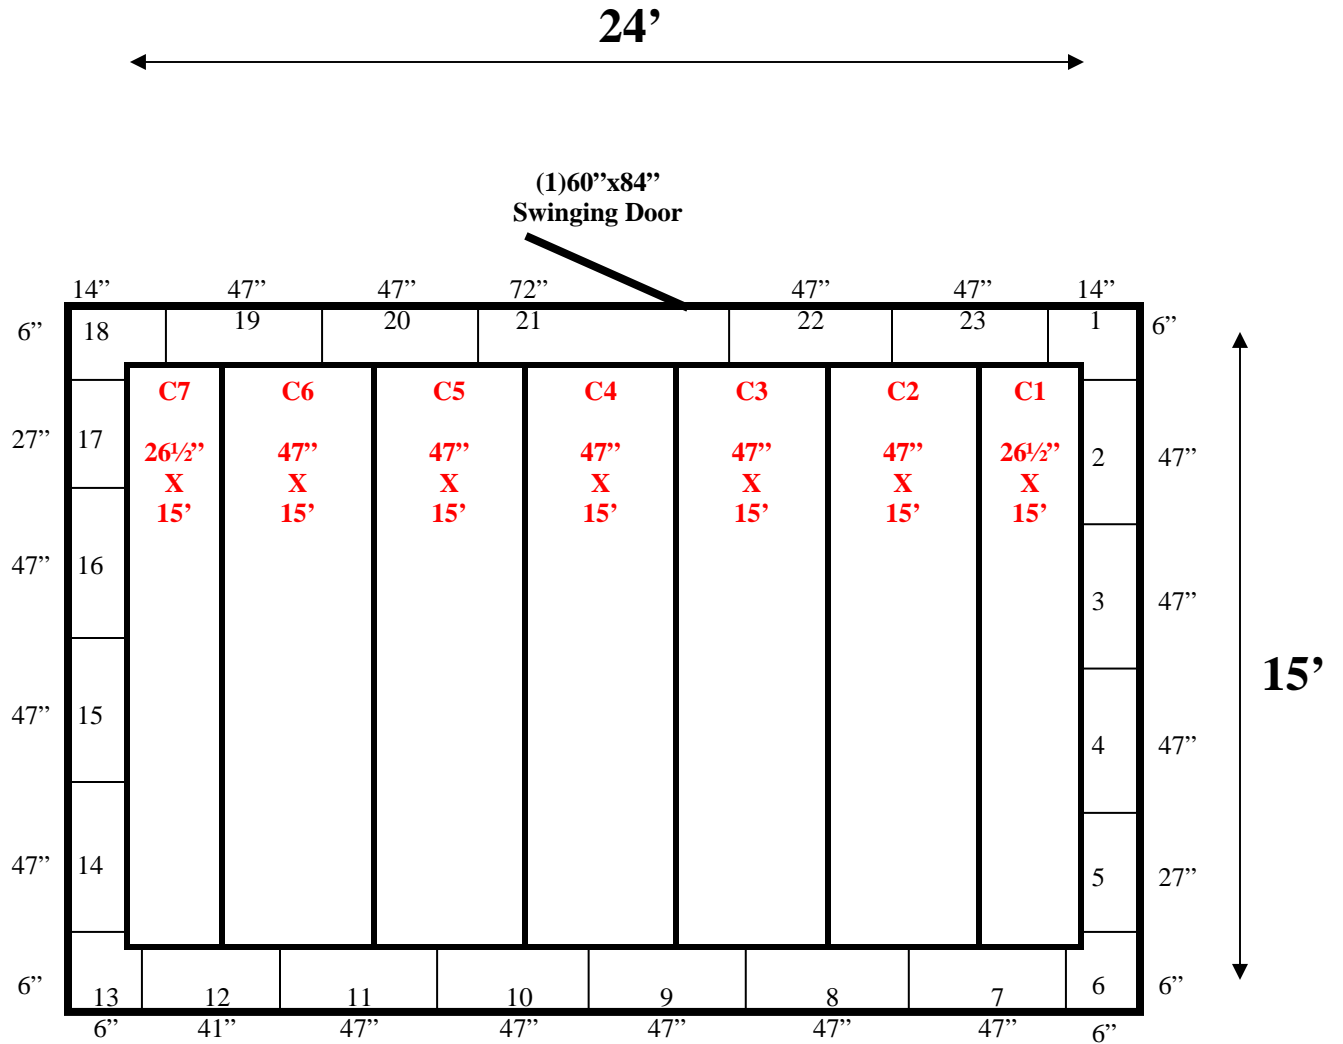 24’
(1)60”x84”
Swinging Door
14” 47” 47” 72” 47” 47” 14”
6” 18 19 20 21 22 23 1 6”
C7 C6 C5 C4 C3 C2 C1
27” 17 26½” 47” 47” 47” 47” 47” 26½” 2 47”
X X X X X X X
15’ 15’ 15’ 15’ 15’ 15’ 15’
47” 16
3 47”
15’
47” 15
4 47”
47” 14
5 27”
6” 6 6”
13 12 11 10 9 8 7
6” 41” 47” 47” 47” 47” 47” 6”